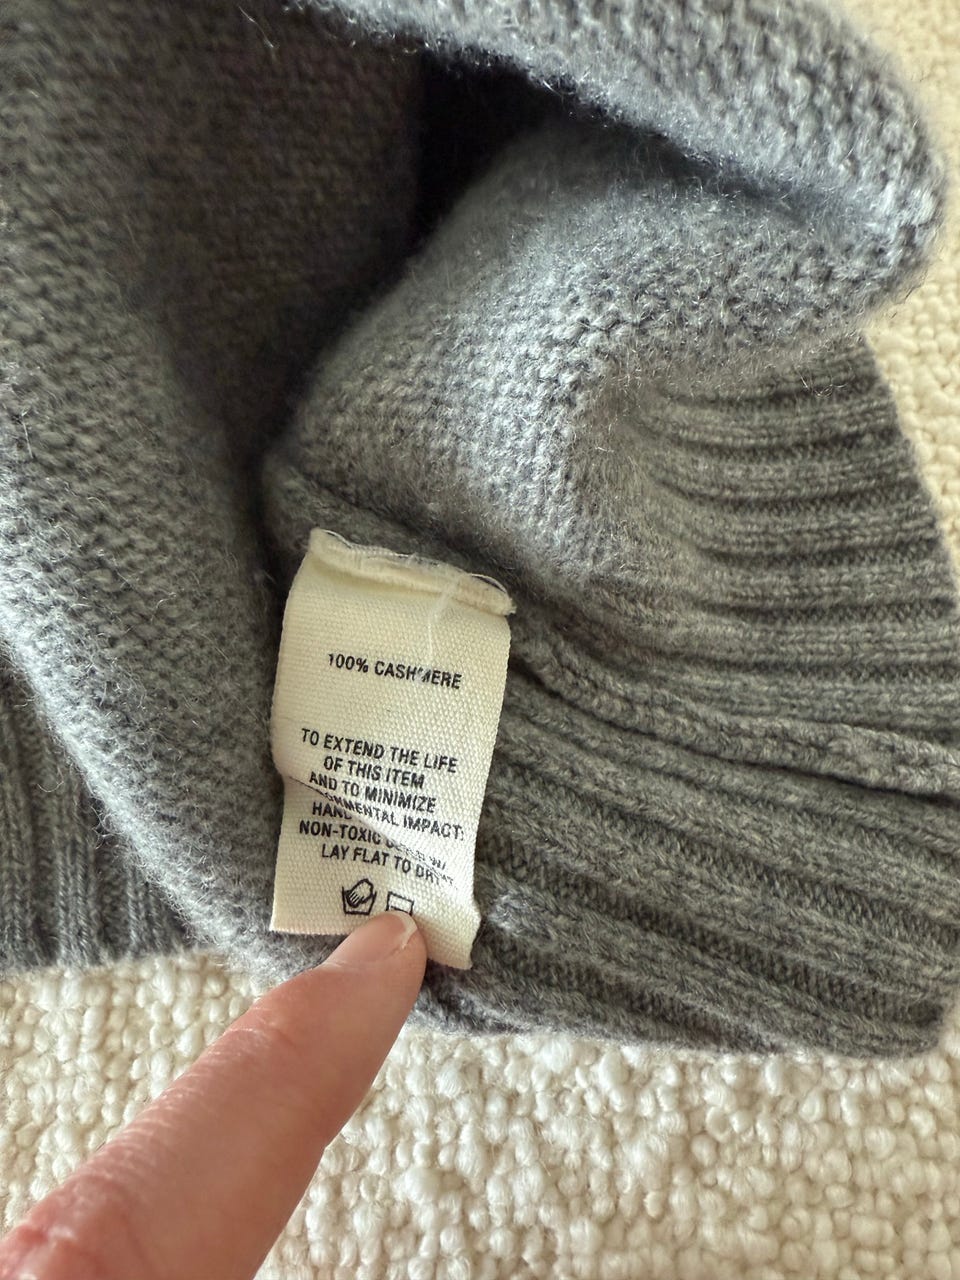 100% CASHMERE
TO EXTEND THE LIFE
OF THIS ITEM
AND TO MINIMIZE
IMPACT:
HAND
NON-TOXIC
LAY FLAT TO DRY